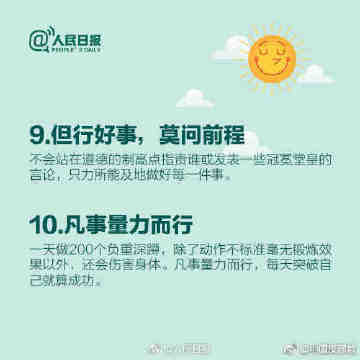 @人民日报
PEOPLE'S DAILY
9.但行好事，莫问前程
不会站在道德的制高点指责谁或发表一些冠冕堂皇的
言论，只力所能及地做好每一件事。
10.凡事量力而行
一天做200个负重深蹲，除了动作不标准毫无锻炼效
果以外，还会伤害身体。凡事量力而行，每天突破自
己就算成功。
@人民日报